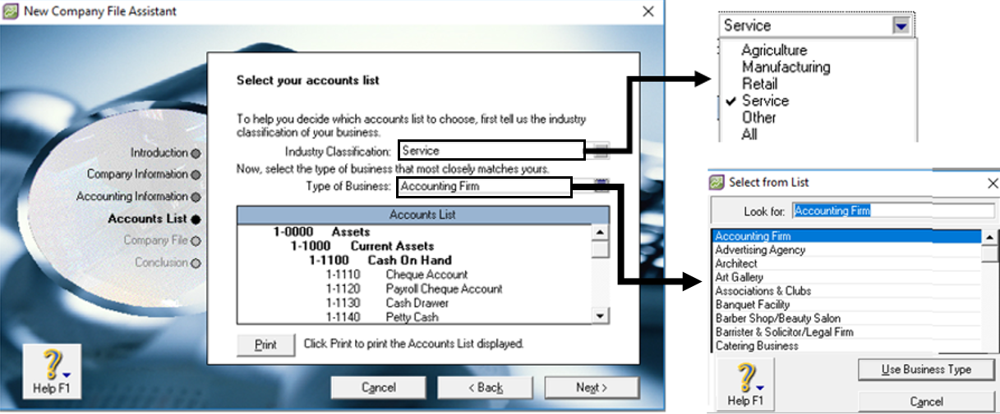 New Company File Assistant
Select your accounts list
To help you decide which accounts list to choose, first tell us the industry
classification of your business.
Industry Classification: Service
Now, select the type of business that most closely matches yours.
Type of Business: Accounting Firm
Accounts List
1-0000 Assets
1-1000 Current Assets
1-1100 Cash On Hand
1-1110 Cheque Account
1-1120 Payroll Cheque Account
1-1130 Cash Drawer
1-1140 Petty Cash
Print Click Print to print the Accounts List displayed.
Introduction
Company Information
Accounting Information
Accounts List
Company File
Conclusion
Help F1
Cancel
< Back
Next >
Service
Agriculture
Manufacturing
Retail
Service
Other
All
Select from List
Look for: Accounting Firm
Accounting Firm
Advertising Agency
Architect
Art Gallery
Associations & Clubs
Banquet Facility
Barber Shop/Beauty Salon
Barrister & Solicitor/Legal Firm
Catering Business
Help F1
Use Business Type
Cancel